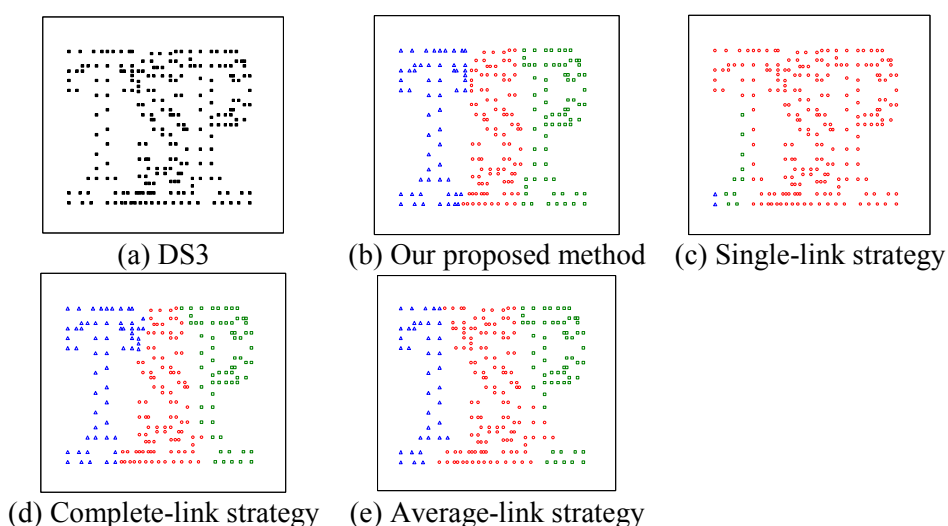 (a) DS3
(b) Our proposed method
(c) Single-link strategy
(d) Complete-link strategy
(e) Average-link strategy